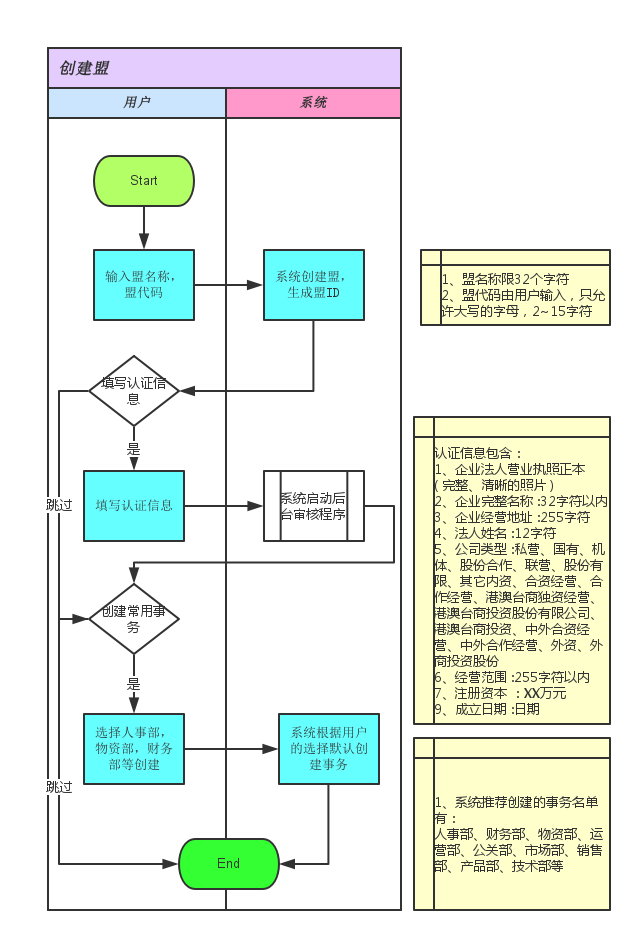 创建盟
用户
系统
Start
输入盟名称，
盟代码
系统创建盟，
生成盟ID
1、盟名称限32个字符
2、盟代码由用户输入，只允
许大写的字母，2~15字符
填写认证信
息
是
跳过
填写认证信息
系统启动后
台审核程序
认证信息包含：
1、企业法人营业执照正本
（完整、清晰的照片）
2、企业完整名称:32字符以内
3、企业经营地址:255字符
4、法人姓名:12字符
5、公司类型:私营、国有、机
体、股份合作、联营、股份有
限、其它内资、合资经营、合
作经营、港澳台商独资经营、
港澳台商投资股份有限公司、
港澳台商投资、中外合资经
营、中外合作经营、外资、外
商投资股份
6、经营范围:255字符以内
7、注册资本 ：XX万元
9、成立日期:日期
创建常用事
务
是
选择人事部，
物资部，财务
部等创建
系统根据用户
的选择默认创
建事务
跳过
1、系统推荐创建的事务名单
有：
人事部、财务部、物资部、运
营部、公关部、市场部、销售
部、产品部、技术部等
End